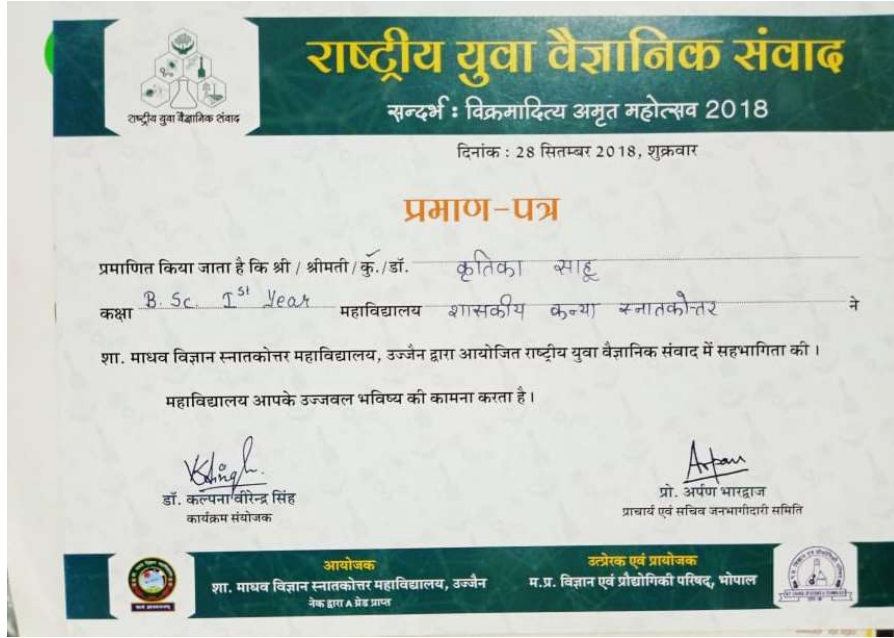 राष्ट्रीय युवा वैज्ञानिक संवाद
राष्ट्रीय युवा वैज्ञानिक संवाद
सन्दर्भ : विक्रमादित्य अमृत महोत्सव 2018
दिनांक : 28 सितम्बर 2018, शुक्रवार
प्रमाण-पत्र
प्रमाणित किया जाता है कि श्री / श्रीमती / कु./डॉ. कृतिका साहू
कक्षा B. Sc. Ist Year महाविद्यालय शासकीय कन्या स्नातकोत्तर ने
शा. माधव विज्ञान स्नातकोत्तर महाविद्यालय, उज्जैन द्वारा आयोजित राष्ट्रीय युवा वैज्ञानिक संवाद में सहभागिता की ।
महाविद्यालय आपके उज्जवल भविष्य की कामना करता है।
VKSingh. Arpan
डॉ. कल्पना वीरेन्द्र सिंह
कार्यक्रम संयोजक
प्रो. अर्पण भारद्वाज
प्राचार्य एवं सचिव जनभागीदारी समिति
आयोजक
शा. माधव विज्ञान स्नातकोत्तर महाविद्यालय, उज्जैन
नेक द्वारा A ग्रेड प्राप्त
उत्प्रेरक एवं प्रायोजक
म.प्र. विज्ञान एवं प्रौद्योगिकी परिषद्, भोपाल